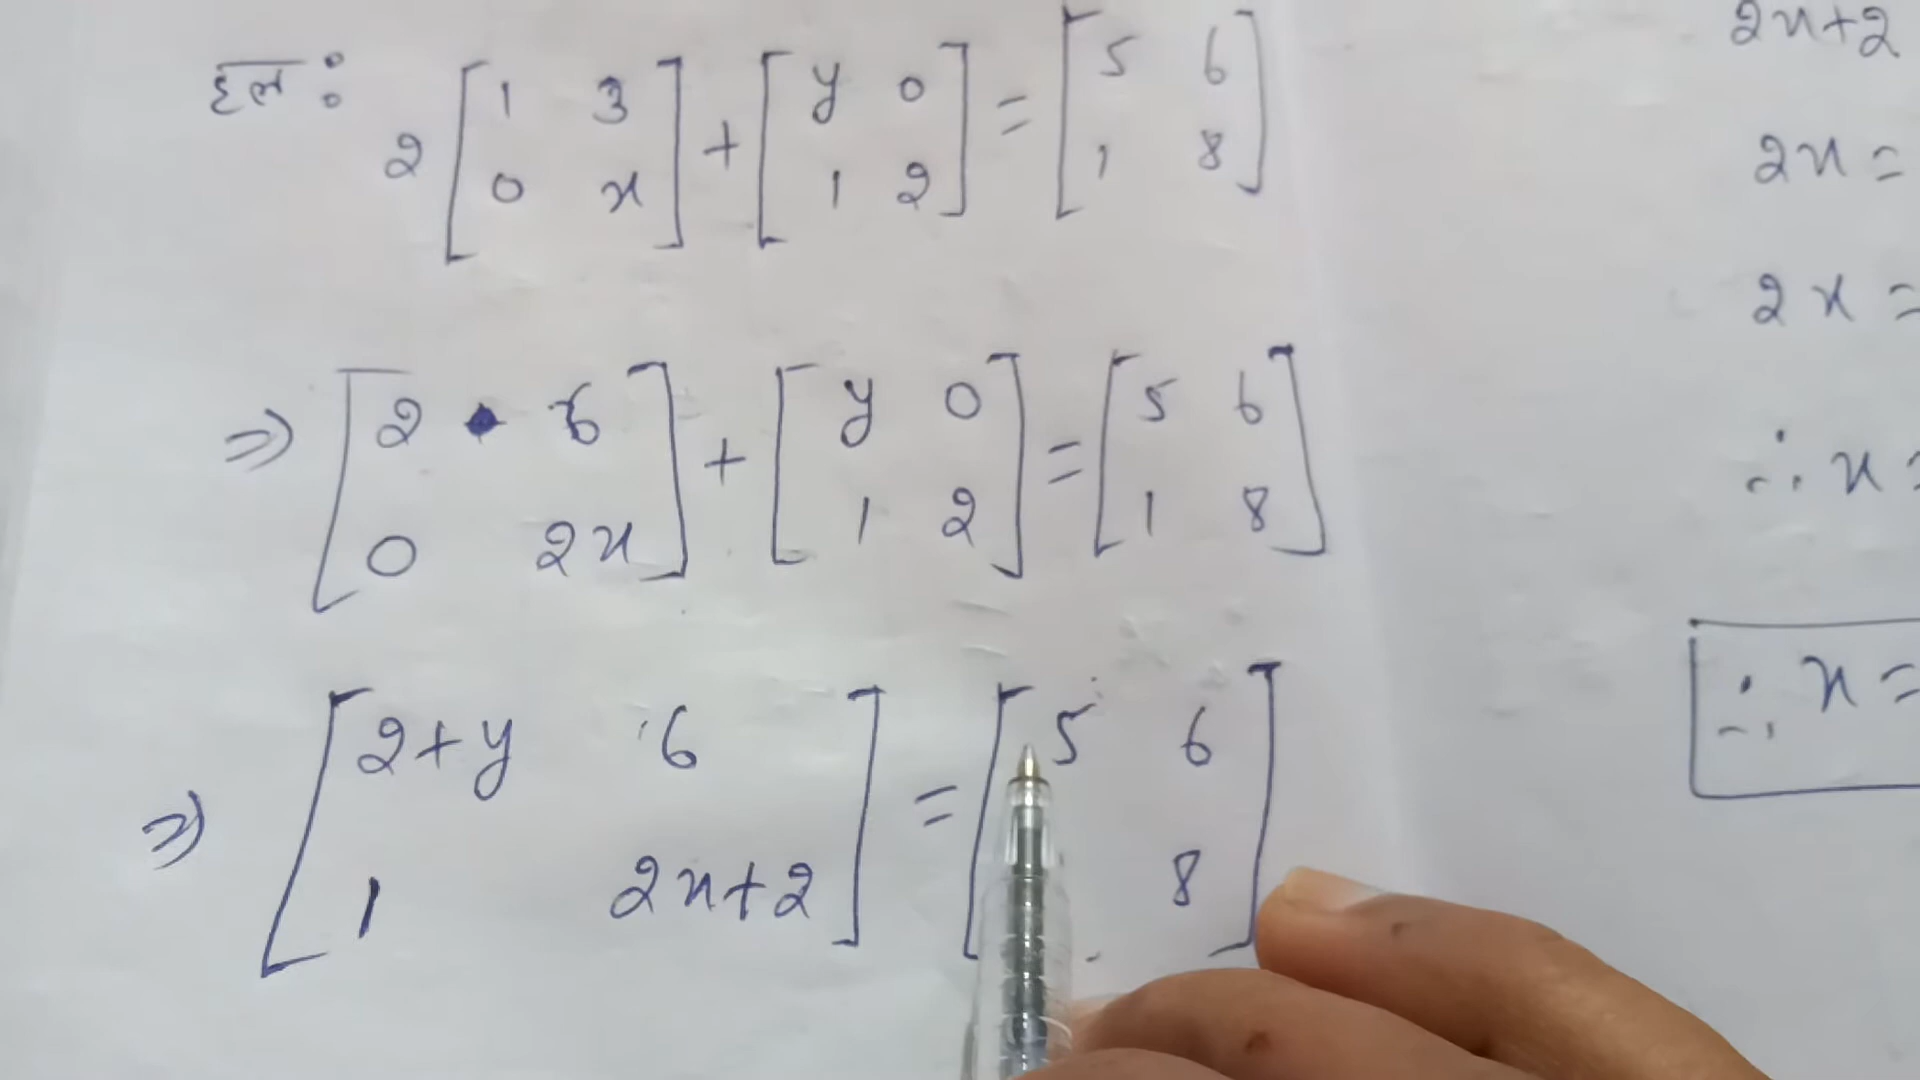 हल : 2 [ 1 3 ] + [ y 0 ] = [ 5 6 ]
[ 0 x ] [ 1 2 ] [ 1 8 ]
⇒ [ 2 6 ] + [ y 0 ] = [ 5 6 ]
[ 0 2x ] [ 1 2 ] [ 1 8 ]
⇒ [ 2+y 6 ] = [ 5 6 ]
[ 1 2x+2 ] [ 8 ]
2x+2
2x =
2x =
∴ x =
∴ x =